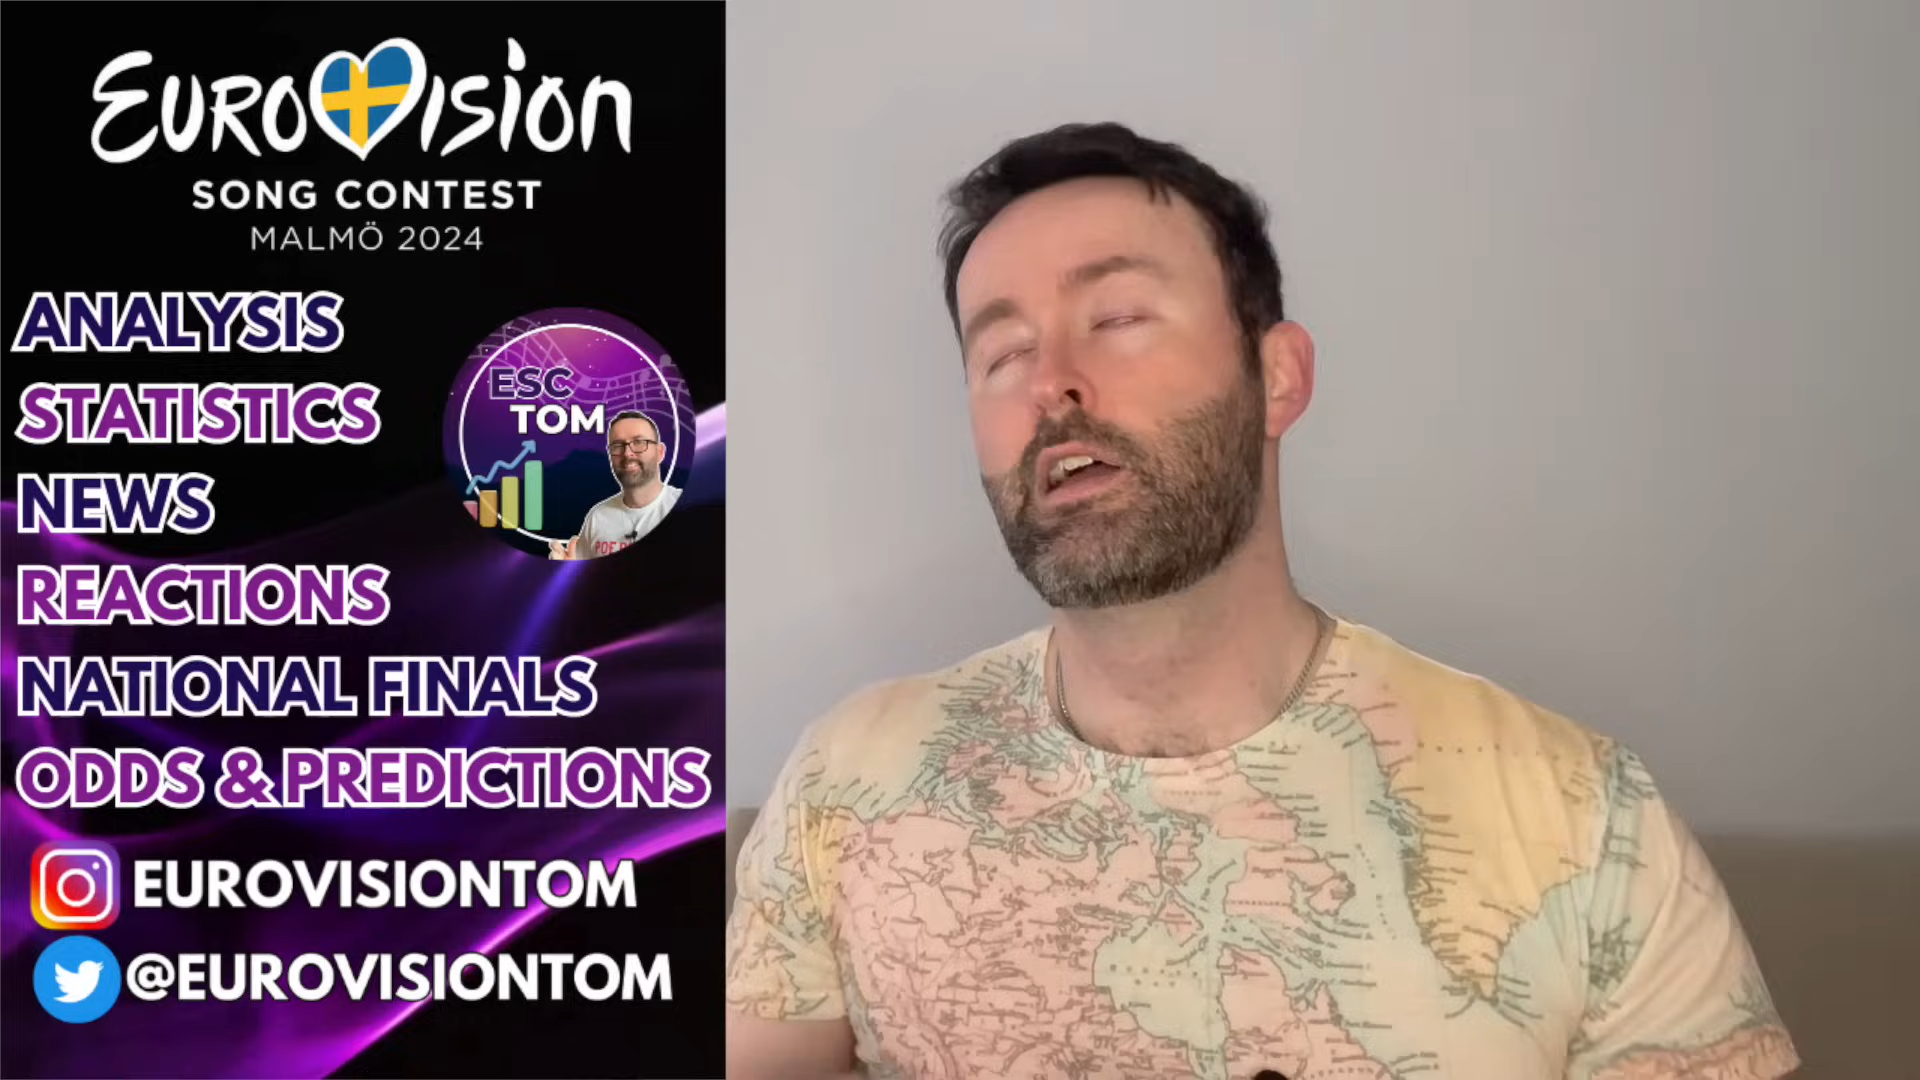 EUROVISION
SONG CONTEST
MALMÖ 2024
ANALYSIS
ESC
TOM
STATISTICS
NEWS
REACTIONS
NATIONAL FINALS
ODDS & PREDICTIONS
EUROVISIONTOM
@EUROVISIONTOM